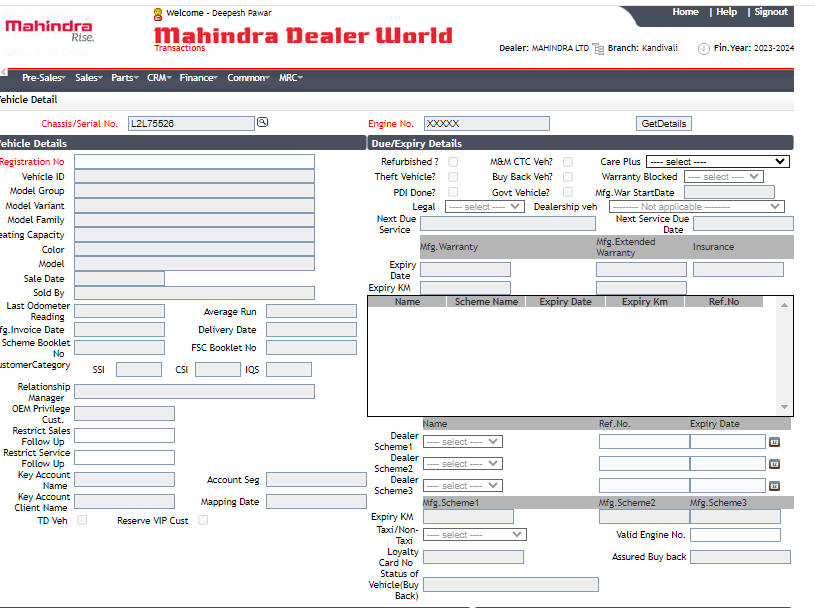 Welcome - Deepesh Pawar
Home | Help | Signout
Mahindra
Rise.
Mahindra Dealer World
Transactions
Dealer: MAHINDRA LTD Branch: Kandivali Fin.Year: 2023-2024
Pre-Sales Sales Parts CRM Finance Common MRC
ehicle Detail
Chassis/Serial No. L2L75526 Engine No. XXXXX GetDetails
ehicle Details
Registration No
Vehicle ID
Model Group
Model Variant
Model Family
eating Capacity
Color
Model
Sale Date
Sold By
Last Odometer
Reading
Average Run
fg.Invoice Date
Delivery Date
Scheme Booklet
No
FSC Booklet No
ustomerCategory
SSI CSI IQS
Relationship
Manager
OEM Privilege
Cust.
Restrict Sales
Follow Up
Restrict Service
Follow Up
Key Account
Name
Account Seg
Key Account
Client Name
Mapping Date
TD Veh Reserve VIP Cust
Due/Expiry Details
Refurbished ? M&M CTC Veh? Care Plus ---- select ----
Theft Vehicle? Buy Back Veh? Warranty Blocked ---- select ----
PDI Done? Govt Vehicle? Mfg.War StartDate
Legal ---- select ---- Dealership veh -------- Not applicable --------
Next Due
Service
Next Service Due
Date
Mfg.Warranty
Mfg.Extended
Warranty
Insurance
Expiry
Date
Expiry KM
Name Scheme Name Expiry Date Expiry Km Ref.No
Name Ref.No. Expiry Date
Dealer
Scheme1
---- select ----
Dealer
Scheme2
---- select ----
Dealer
Scheme3
---- select ----
Mfg.Scheme1 Mfg.Scheme2 Mfg.Scheme3
Expiry KM
Taxi/Non-
Taxi
---- select ----
Valid Engine No.
Loyalty
Card No
Assured Buy back
Status of
Vehicle(Buy
Back)